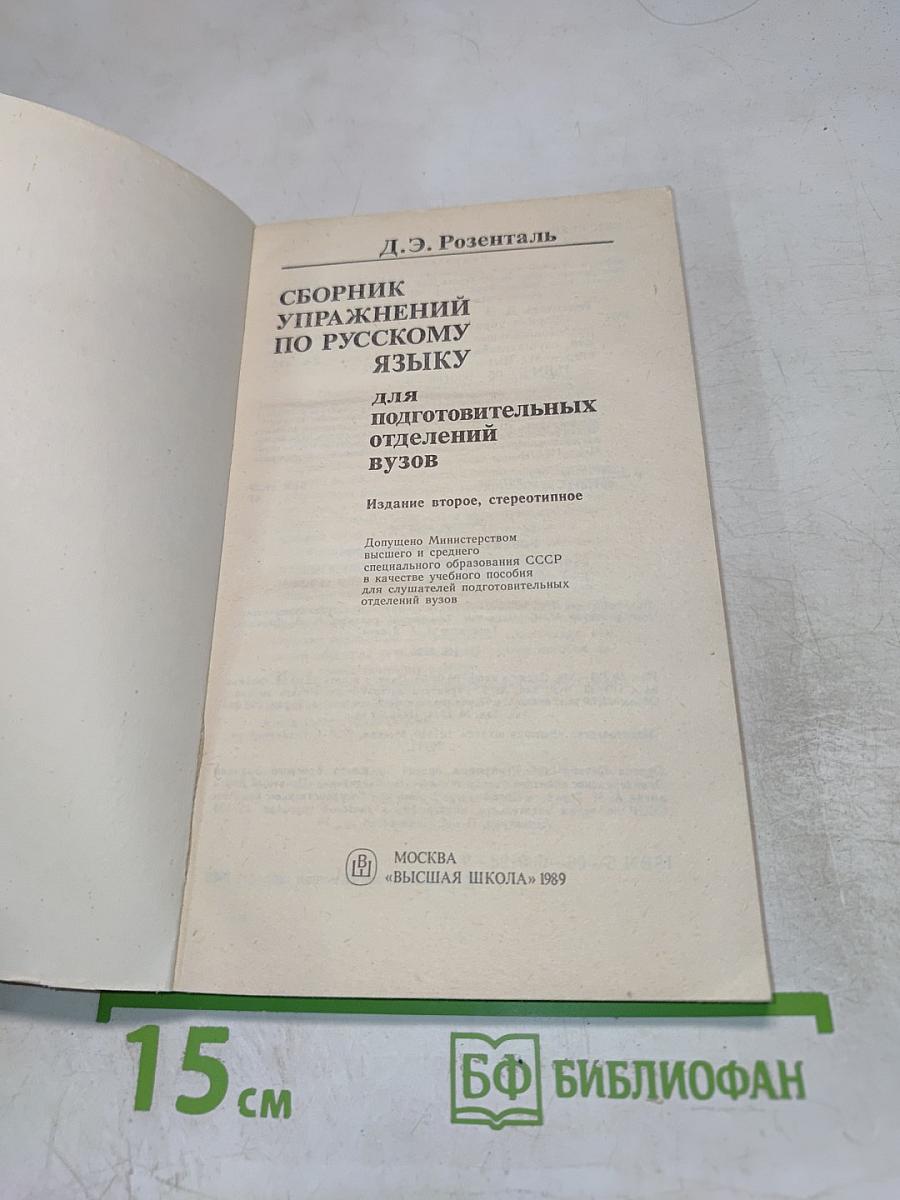 Д.Э. Розенталь
СБОРНИК
УПРАЖНЕНИЙ
ПО РУССКОМУ
ЯЗЫКУ
для
подготовительных
отделений
вузов
Издание второе, стереотипное
Допущено Министерством
высшего и среднего
специального образования СССР
в качестве учебного пособия
для слушателей подготовительных
отделений вузов
МОСКВА
«ВЫСШАЯ ШКОЛА» 1989
15 см
БФ БИБЛИОФАН